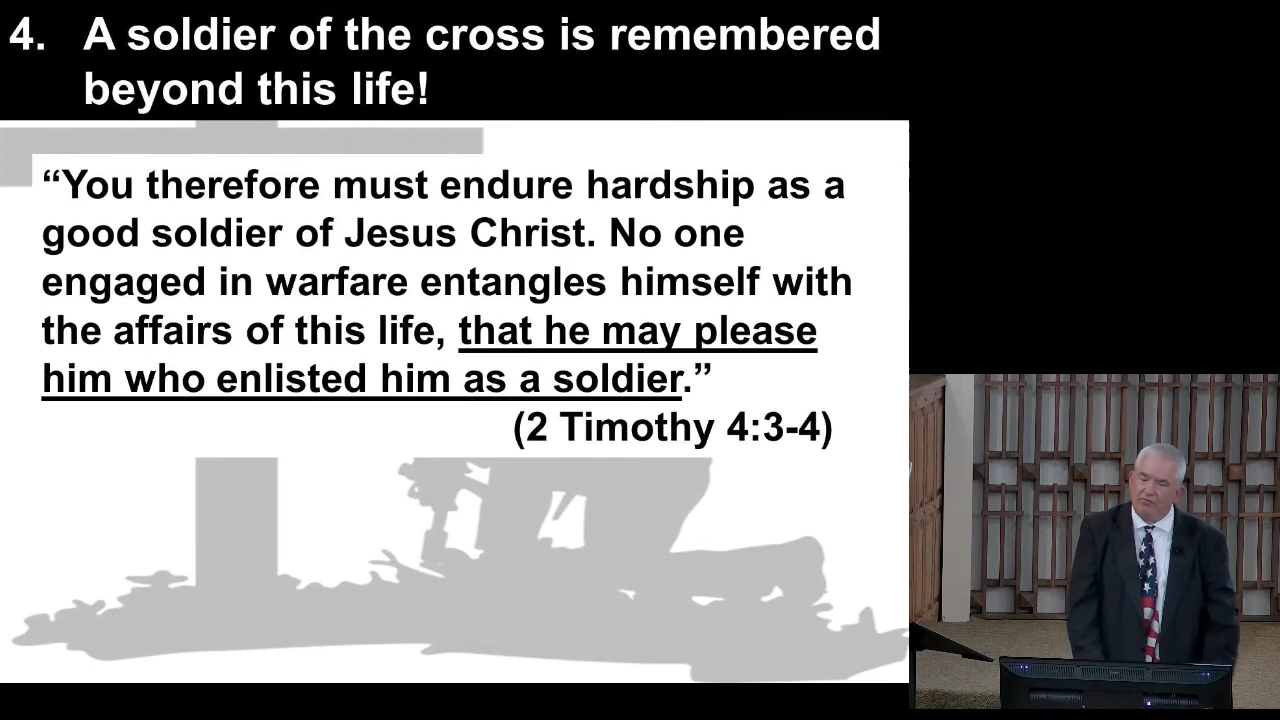 4. A soldier of the cross is remembered
beyond this life!
“You therefore must endure hardship as a
good soldier of Jesus Christ. No one
engaged in warfare entangles himself with
the affairs of this life, that he may please
him who enlisted him as a soldier.”
(2 Timothy 4:3-4)